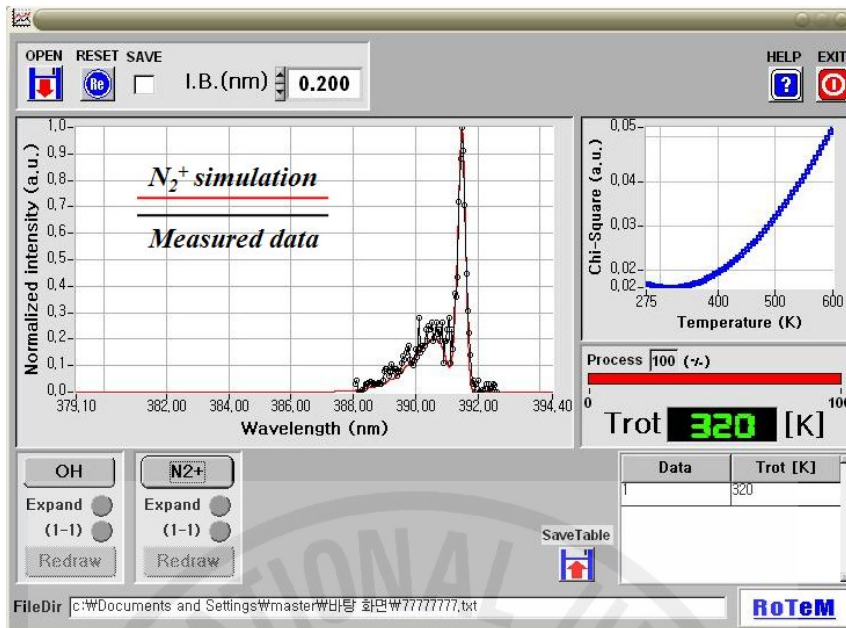 OPEN RESET SAVE
Re
I.B.(nm) 0.200
HELP EXIT
?
Normalized intensity (a.u.)
1,0
0,9
0,8
0,7
0,6
0,5
0,4
0,3
0,2
0,1
0,0
N₂⁺ simulation
Measured data
379,10 382,00 384,00 386,00 388,00 390,00 392,00 394,40
Wavelength (nm)
Chi-Square (a.u.)
0,05
0,04
0,03
0,02
0,02
275 400 500 600
Temperature (K)
Process 100 (%)
0 100
Trot 320 [K]
OH
Expand
(1-1)
Redraw
N2+
Expand
(1-1)
Redraw
SaveTable
Data Trot [K]
1 320
FileDir c:₩Documents and Settings₩master₩바탕 화면₩77777777,txt
RoTeM